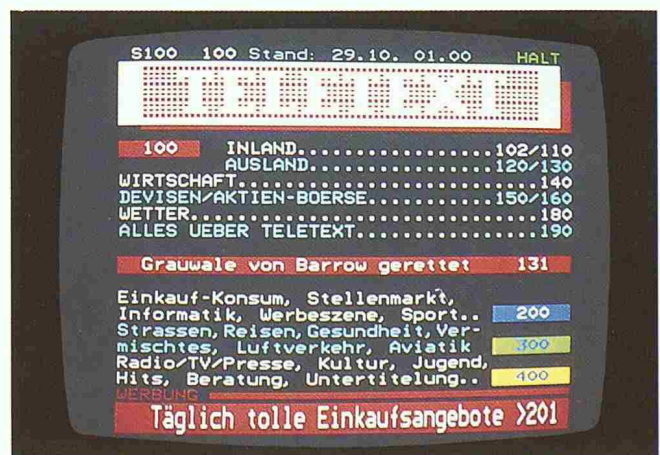 S100 100 Stand: 29.10. 01.00 HALT
TELETEXT
100 INLAND..................102/110
AUSLAND.................120/130
WIRTSCHAFT............................140
DEVISEN/AKTIEN-BOERSE...........150/160
WETTER................................180
ALLES UEBER TELETEXT..................190
Grauwale von Barrow gerettet 131
Einkauf-Konsum, Stellenmarkt,
Informatik, Werbeszene, Sport.. 200
Strassen,Reisen,Gesundheit,Ver-
mischtes, Luftverkehr, Aviatik 300
Radio/TV/Presse, Kultur, Jugend,
Hits, Beratung, Untertitelung.. 400
WERBUNG
Täglich tolle Einkaufsangebote >201